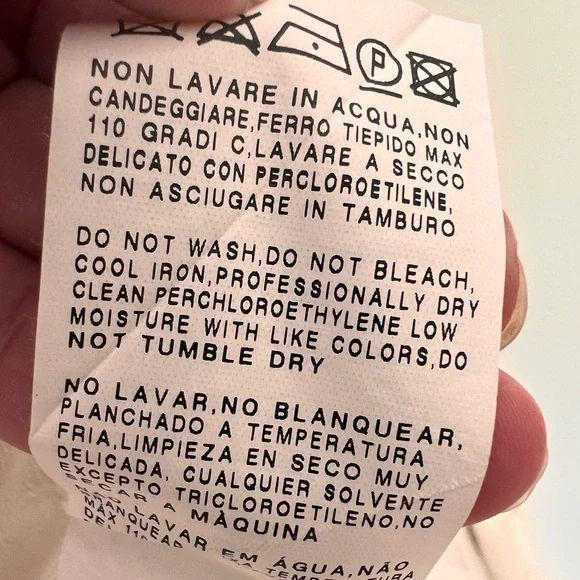 P
NON LAVARE IN ACQUA,NON
CANDEGGIARE,FERRO TIEPIDO MAX
110 GRADI C,LAVARE A SECCO
DELICATO CON PERCLOROETILENE,
NON ASCIUGARE IN TAMBURO
DO NOT WASH,DO NOT BLEACH,
COOL IRON,PROFESSIONALLY DRY
CLEAN PERCHLOROETHYLENE LOW
MOISTURE WITH LIKE COLORS,DO
NOT TUMBLE DRY
NO LAVAR,NO BLANQUEAR,
PLANCHADO A TEMPERATURA
FRIA,LIMPIEZA EN SECO MUY
DELICADA, CUALQUIER SOLVENTE
EXCEPTO TRICLOROETILENO,NO
SECAR A MÀQUINA
LAVAR EM ÁGUA,NÃO